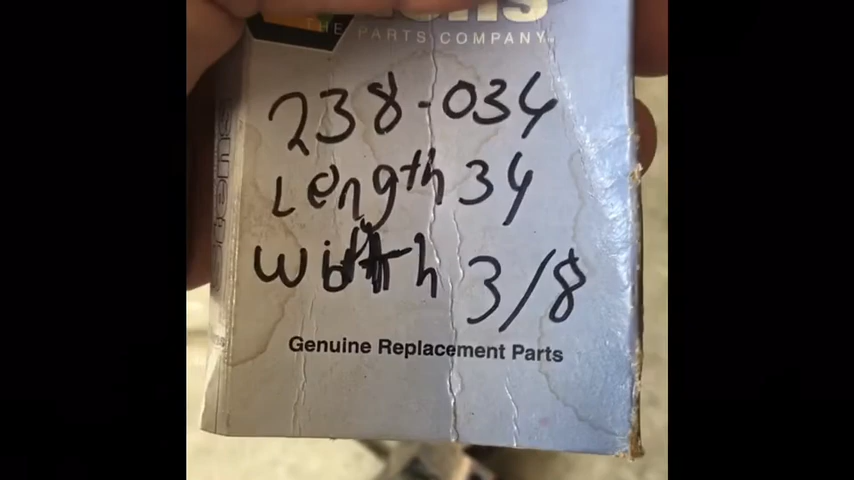 THE PARTS COMPANY
238-034
Length 34
Width 3/8
Genuine Replacement Parts